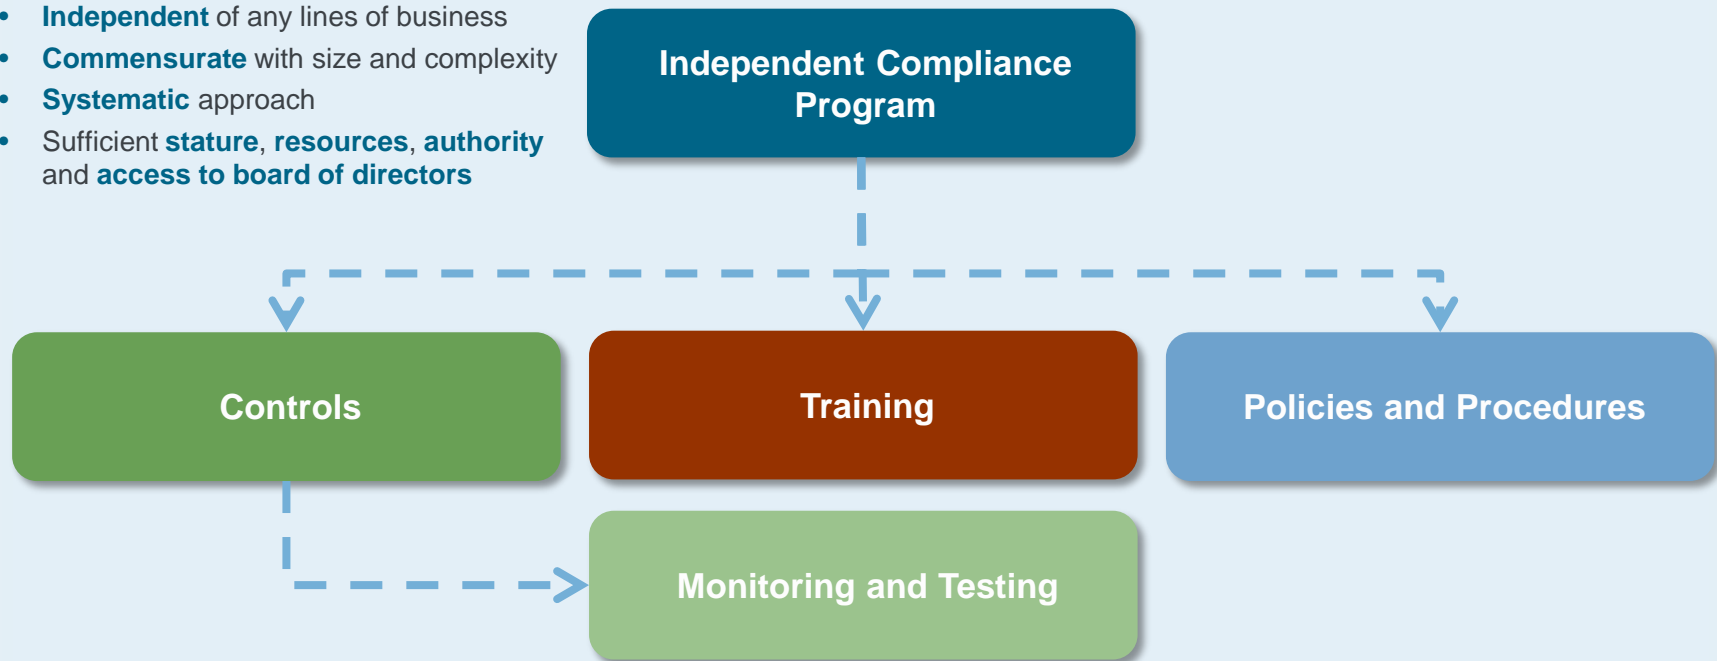 • Independent of any lines of business
• Commensurate with size and complexity
• Systematic approach
• Sufficient stature, resources, authority
and access to board of directors
Independent Compliance
Program
Controls
Training
Policies and Procedures
Monitoring and Testing